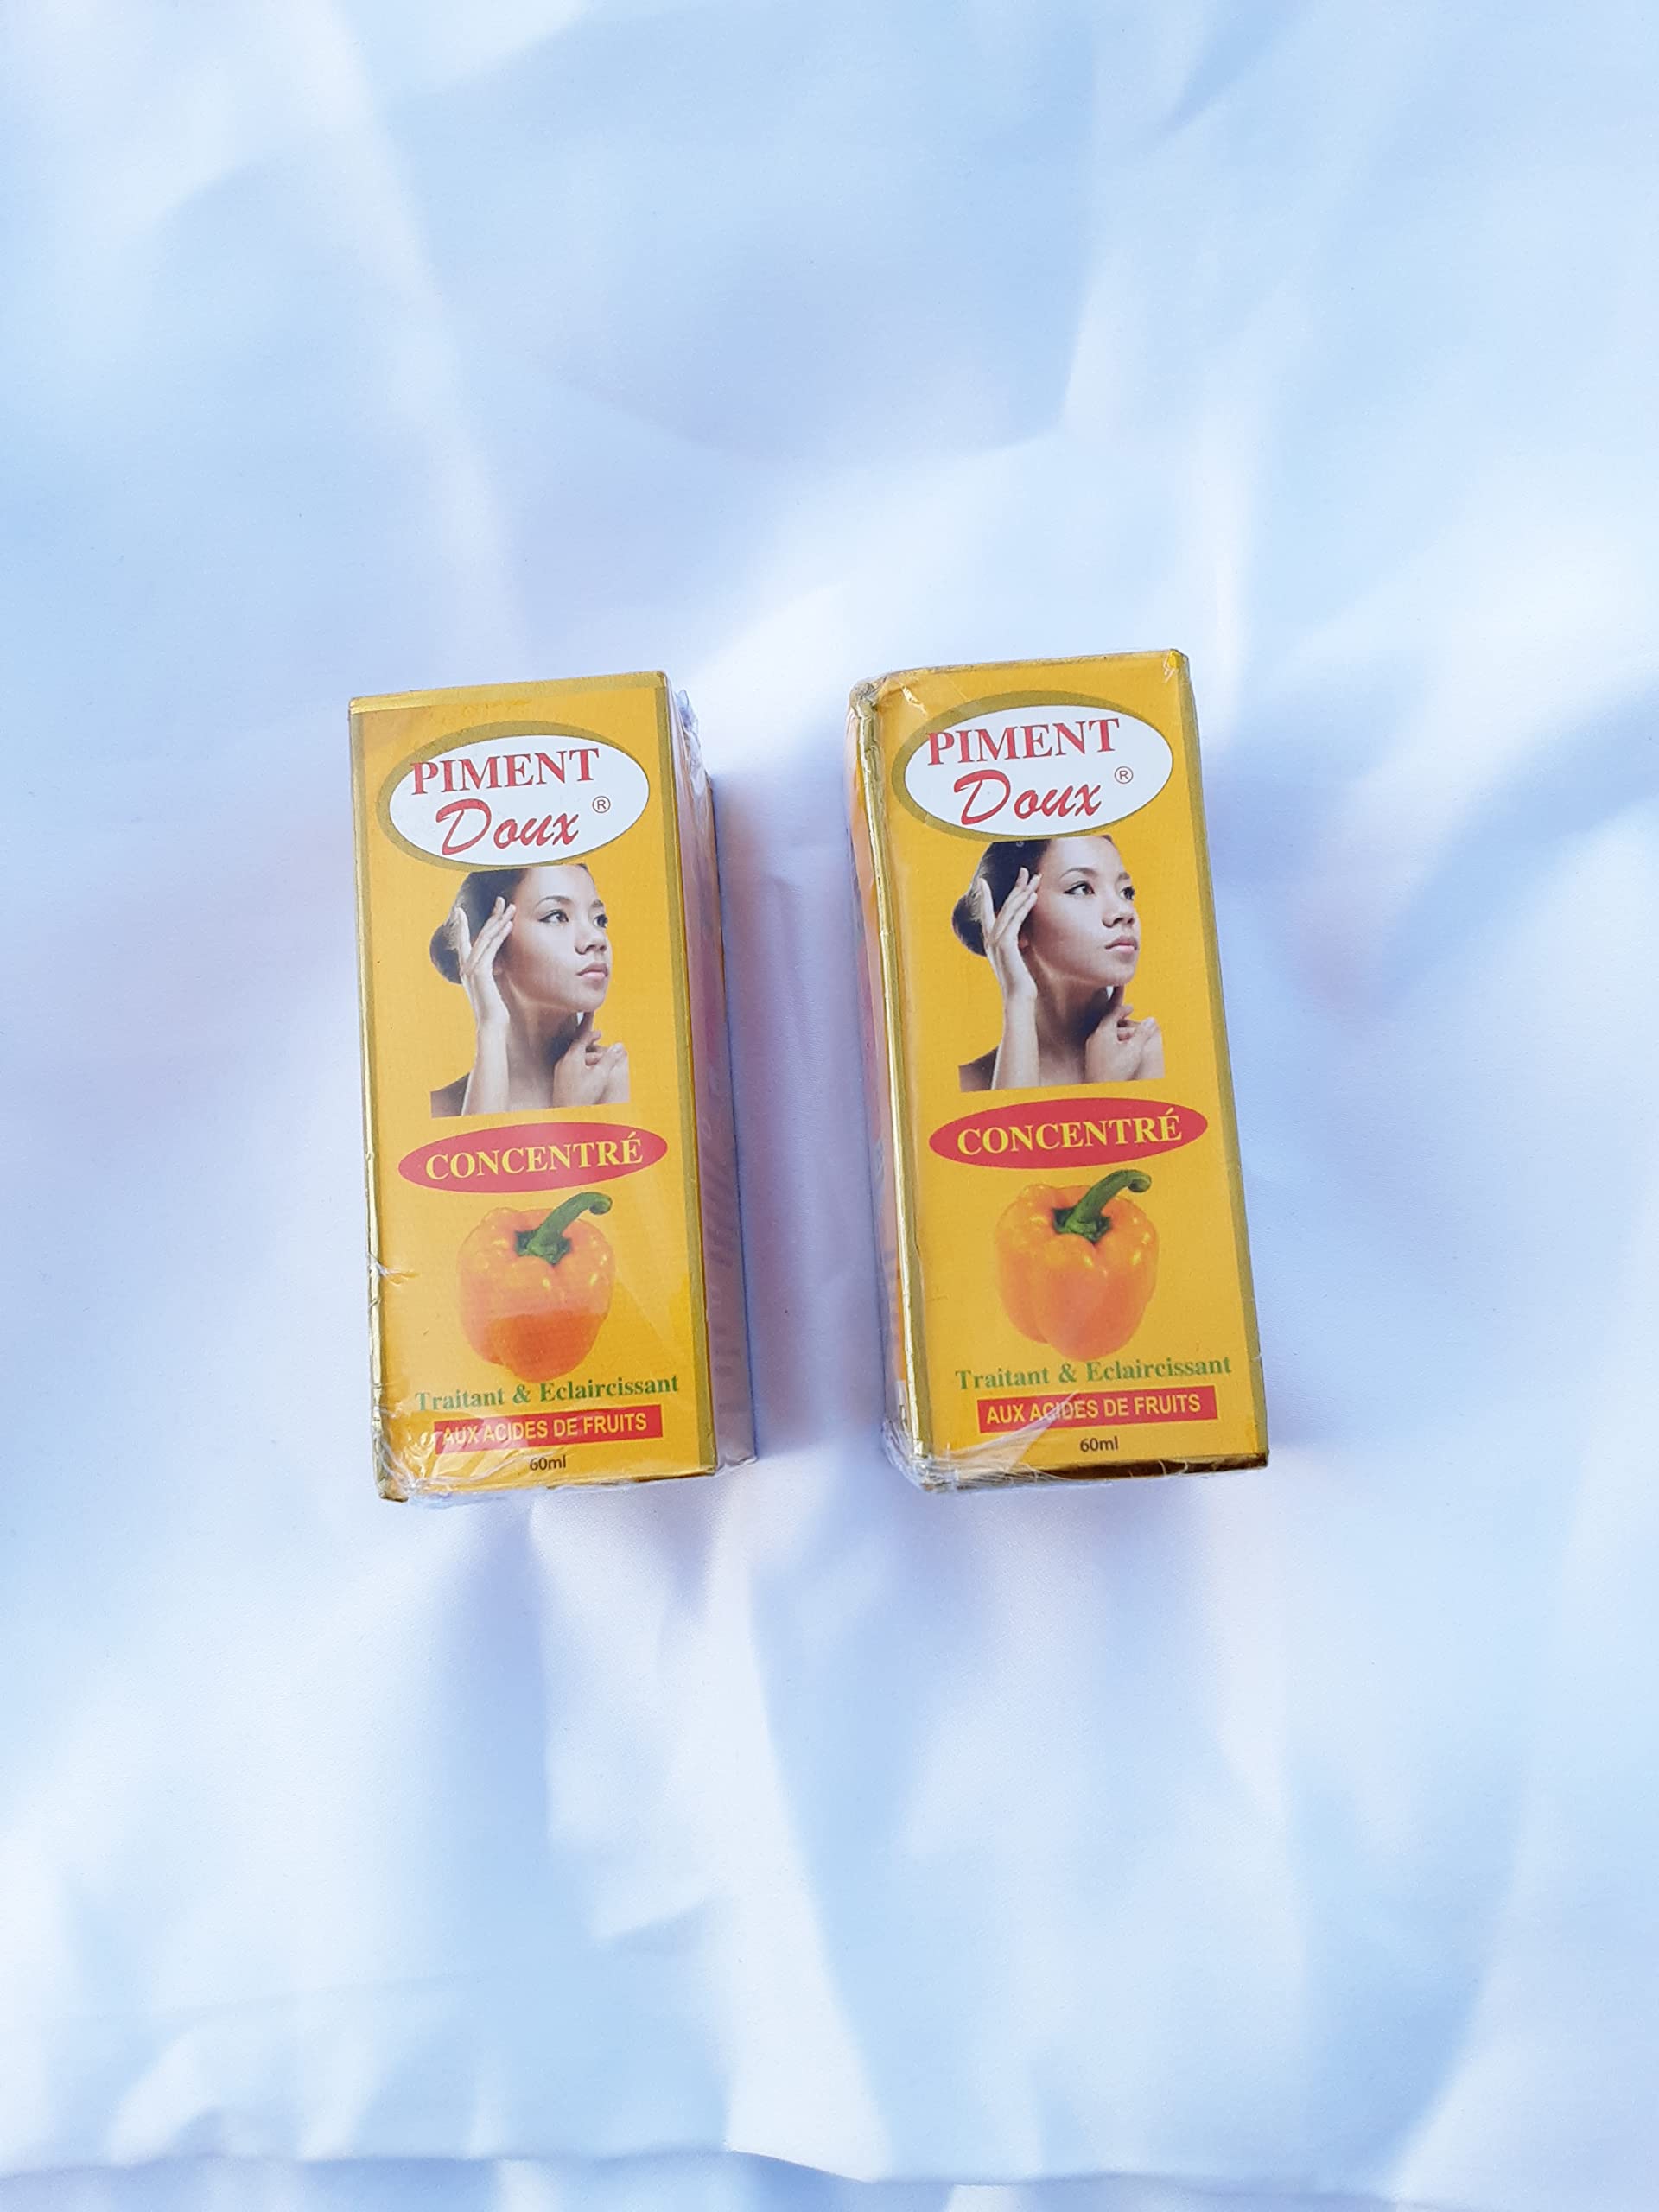 PIMENT
Doux ®
CONCENTRÉ
Traitant & Eclaircissant
AUX ACIDES DE FRUITS
60ml
PIMENT
Doux ®
CONCENTRÉ
Traitant & Eclaircissant
AUX ACIDES DE FRUITS
60ml